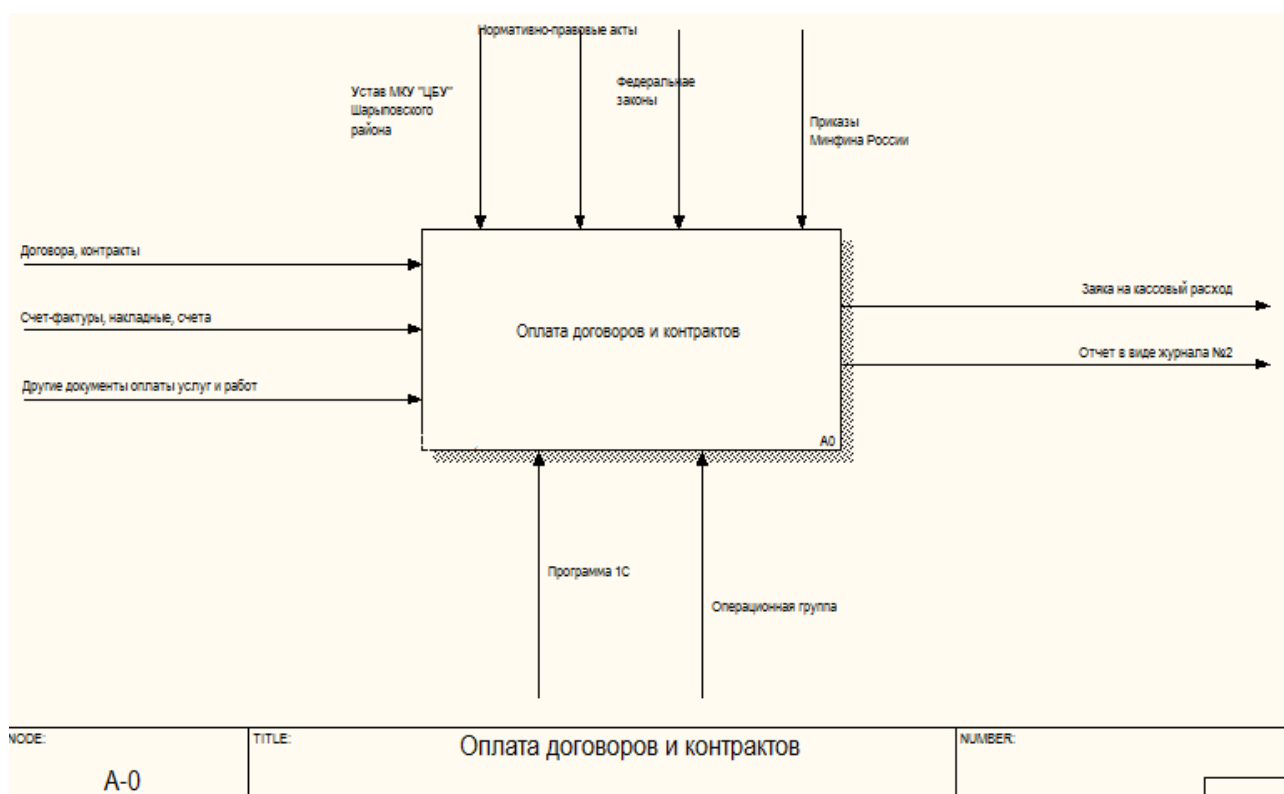 Нормативно-правовые акты
Устав МКУ "ЦБУ"
Шарыповского
района
Федеральнае
законы
Приказы
Минфина России
Договора, контракты
Счет-фактуры, накладные, счета
Другие документы оплаты услуг и работ
Оплата договоров и контрактов
A0
Заяка на кассовый расход
Отчет в виде журнала №2
Программа 1С
Операционная группа
NODE:
A-0
TITLE:
Оплата договоров и контрактов
NUMBER: